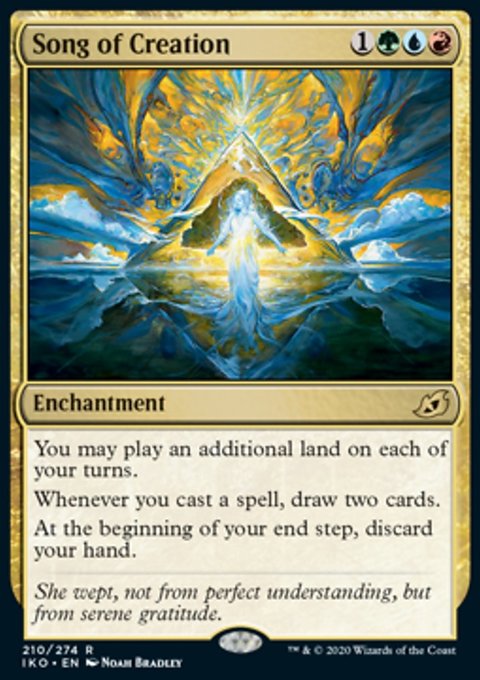 Song of Creation 1
Enchantment
You may play an additional land on each of
your turns.
Whenever you cast a spell, draw two cards.
At the beginning of your end step, discard
your hand.
She wept, not from perfect understanding, but
from serene gratitude.
210/274 R
™ & © 2020 Wizards of the Coast
IKO • EN Noah Bradley